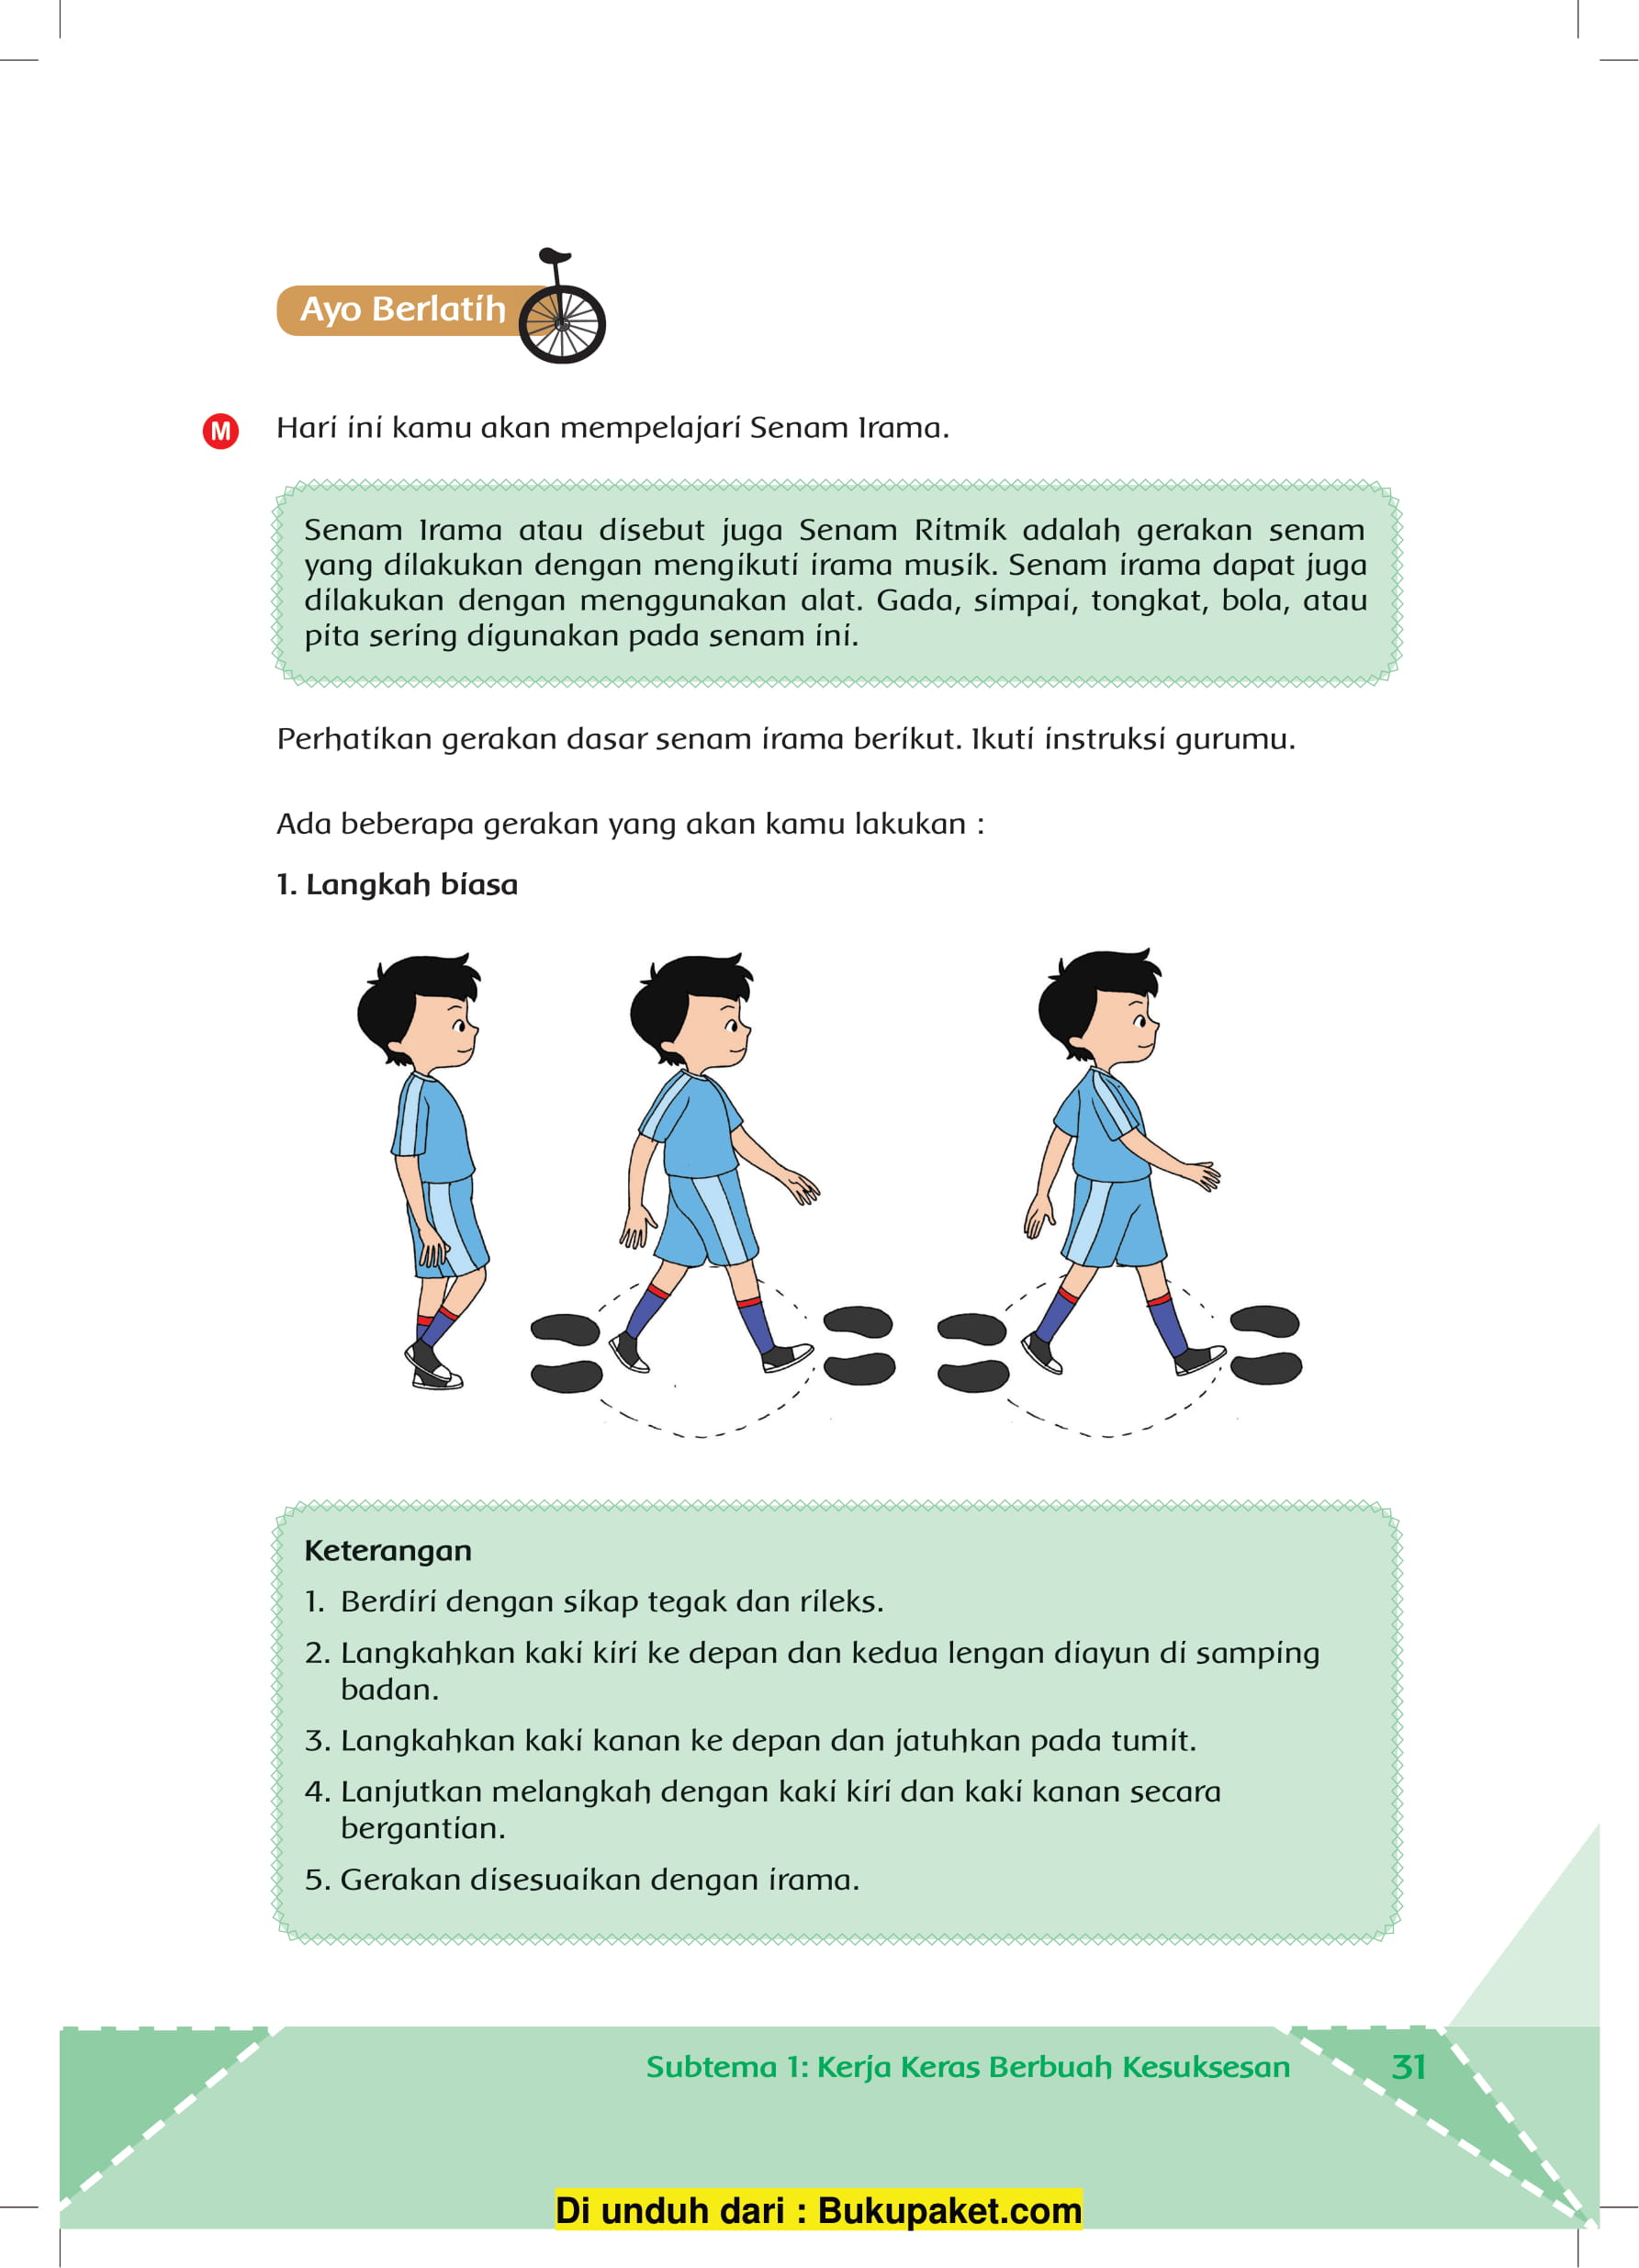 Ayo Berlatih
M
Hari ini kamu akan mempelajari Senam Irama.
Senam Irama atau disebut juga Senam Ritmik adalah gerakan senam
yang dilakukan dengan mengikuti irama musik. Senam irama dapat juga
dilakukan dengan menggunakan alat. Gada, simpai, tongkat, bola, atau
pita sering digunakan pada senam ini.
Perhatikan gerakan dasar senam irama berikut. Ikuti instruksi gurumu.
Ada beberapa gerakan yang akan kamu lakukan :
1. Langkah biasa
Keterangan
1. Berdiri dengan sikap tegak dan rileks.
2. Langkahkan kaki kiri ke depan dan kedua lengan diayun di samping
badan.
3. Langkahkan kaki kanan ke depan dan jatuhkan pada tumit.
4. Lanjutkan melangkah dengan kaki kiri dan kaki kanan secara
bergantian.
5. Gerakan disesuaikan dengan irama.
Subtema 1: Kerja Keras Berbuah Kesuksesan 31
Di unduh dari : Bukupaket.com